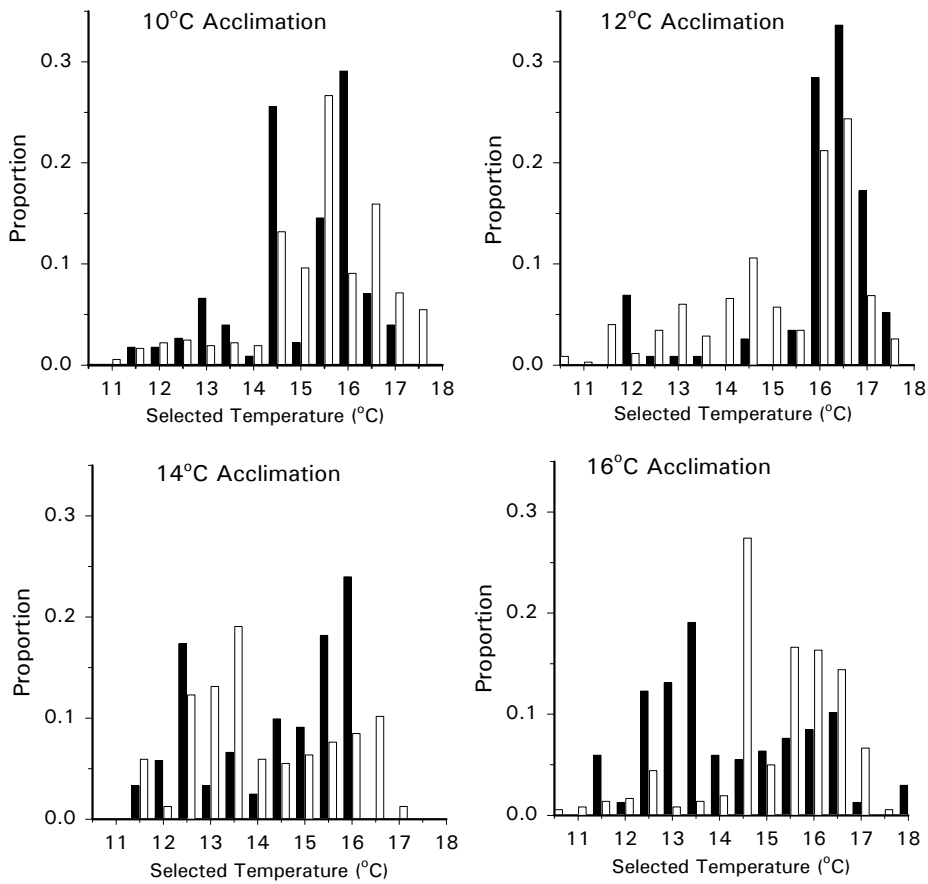 10°C Acclimation
0.3
0.2
0.1
0.0
Proportion
11 12 13 14 15 16 17 18
Selected Temperature (°C)
12°C Acclimation
0.3
0.2
0.1
0.0
Proportion
11 12 13 14 15 16 17 18
Selected Temperature (°C)
14°C Acclimation
0.3
0.2
0.1
0.0
Proportion
11 12 13 14 15 16 17 18
Selected Temperature (°C)
16°C Acclimation
0.3
0.2
0.1
0.0
Proportion
11 12 13 14 15 16 17 18
Selected Temperature (°C)